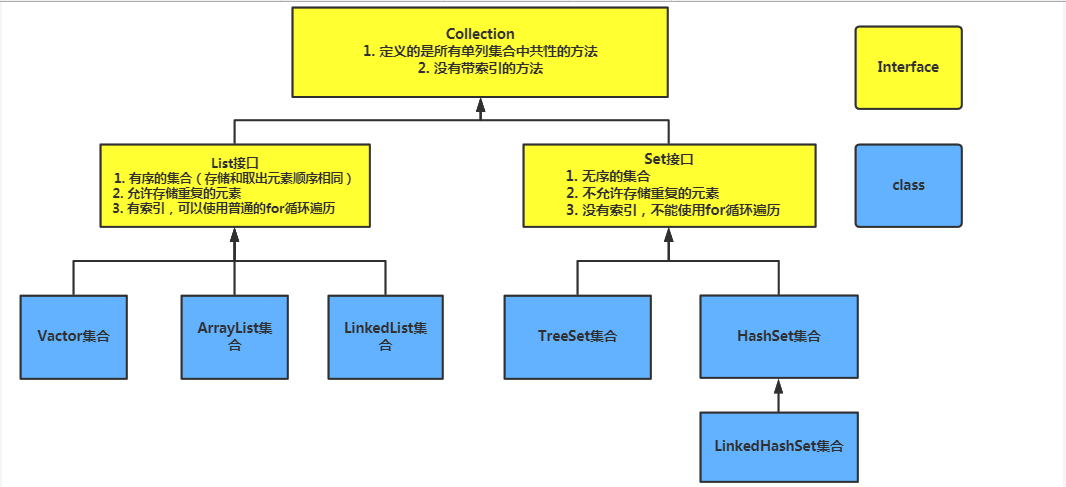 Collection
1. 定义的是所有单列集合中共性的方法
2. 没有带索引的方法
Interface
List接口
1. 有序的集合（存储和取出元素顺序相同）
2. 允许存储重复的元素
3. 有索引，可以使用普通的for循环遍历
Set接口
1. 无序的集合
2. 不允许存储重复的元素
3. 没有索引，不能使用for循环遍历
class
Vactor集合
ArrayList集
合
LinkedList集
合
TreeSet集合
HashSet集合
LinkedHashSet集合